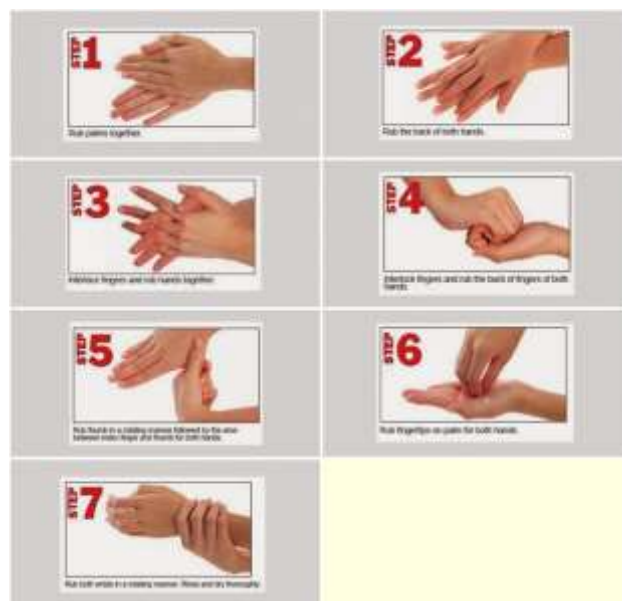 STEP 1
Rub palms together.
STEP 2
Rub the back of both hands.
STEP 3
Interlock fingers and rub hands together.
STEP 4
Interlock fingers and rub the back of fingers of both
hands.
STEP 5
Rub thumb in a rotating manner followed by the area
between index finger and thumb for both hands.
STEP 6
Rub fingertips on palm for both hands.
STEP 7
Rub both wrists in a rotating manner. Rinse and dry thoroughly.